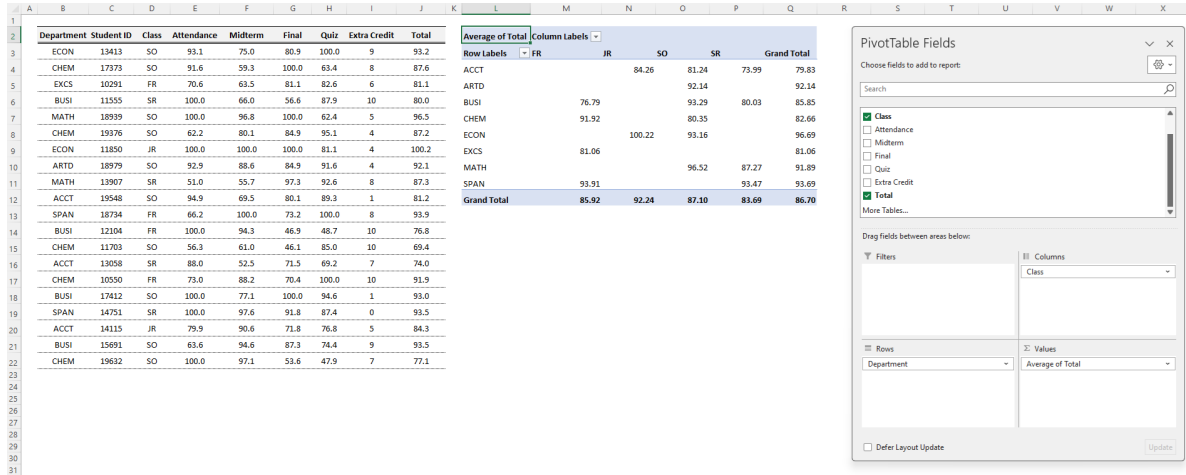 A B C D E F G H I J K L M N O P Q R S T U V W X
1
2 Department Student ID Class Attendance Midterm Final Quiz Extra Credit Total Average of Total Column Labels
3 ECON 13413 SO 93.1 75.0 80.9 100.0 9 93.2 Row Labels FR JR SO SR Grand Total
4 CHEM 17373 SO 91.6 59.3 100.0 63.4 8 87.6 ACCT 84.26 81.24 73.99 79.83
5 EXCS 10291 FR 70.6 63.5 81.1 82.6 6 81.1 ARTD 92.14 92.14
6 BUSI 11555 SR 100.0 66.0 56.6 87.9 10 80.0 BUSI 76.79 93.29 80.03 85.85
7 MATH 18939 SO 100.0 96.8 100.0 62.4 5 96.5 CHEM 91.92 80.35 82.66
8 CHEM 19376 SO 62.2 80.1 84.9 95.1 4 87.2 ECON 100.22 93.16 96.69
9 ECON 11850 JR 100.0 100.0 100.0 81.1 4 100.2 EXCS 81.06 81.06
10 ARTD 18979 SO 92.9 88.6 84.9 91.6 4 92.1 MATH 96.52 87.27 91.89
11 MATH 13907 SR 51.0 55.7 97.3 92.6 8 87.3 SPAN 93.91 93.47 93.69
12 ACCT 19548 SO 94.9 69.5 80.1 89.3 1 81.2 Grand Total 85.92 92.24 87.10 83.69 86.70
13 SPAN 18734 FR 66.2 100.0 73.2 100.0 8 93.9
14 BUSI 12104 FR 100.0 94.3 46.9 48.7 10 76.8
15 CHEM 11703 SO 56.3 61.0 46.1 85.0 10 69.4
16 ACCT 13058 SR 88.0 52.5 71.5 69.2 7 74.0
17 CHEM 10550 FR 73.0 88.2 70.4 100.0 10 91.9
18 BUSI 17412 SO 100.0 77.1 100.0 94.6 1 93.0
19 SPAN 14751 SR 100.0 97.6 91.8 87.4 0 93.5
20 ACCT 14115 JR 79.9 90.6 71.8 76.8 5 84.3
21 BUSI 15691 SO 63.6 94.6 87.3 74.4 9 93.5
22 CHEM 19632 SO 100.0 97.1 53.6 47.9 7 77.1
23
24
25
26
27
28
29
30
31
PivotTable Fields
Choose fields to add to report:
Search
Class
Attendance
Midterm
Final
Quiz
Extra Credit
Total
More Tables...
Drag fields between areas below:
Filters
Columns
Class
Rows
Department
Σ Values
Average of Total
Defer Layout Update
Update